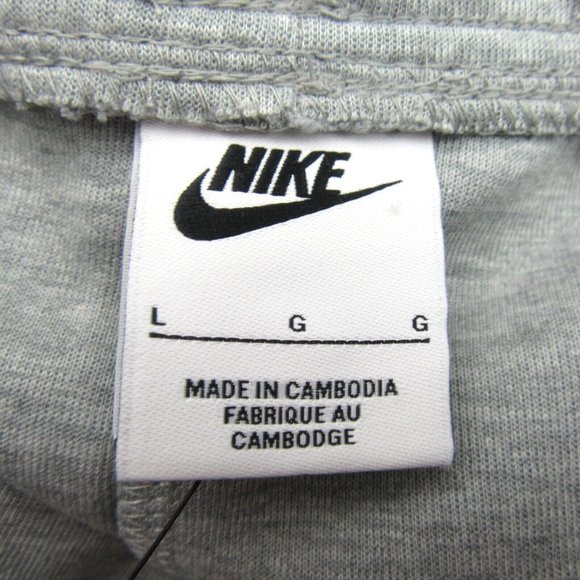 NIKE
L G G
MADE IN CAMBODIA
FABRIQUE AU
CAMBODGE